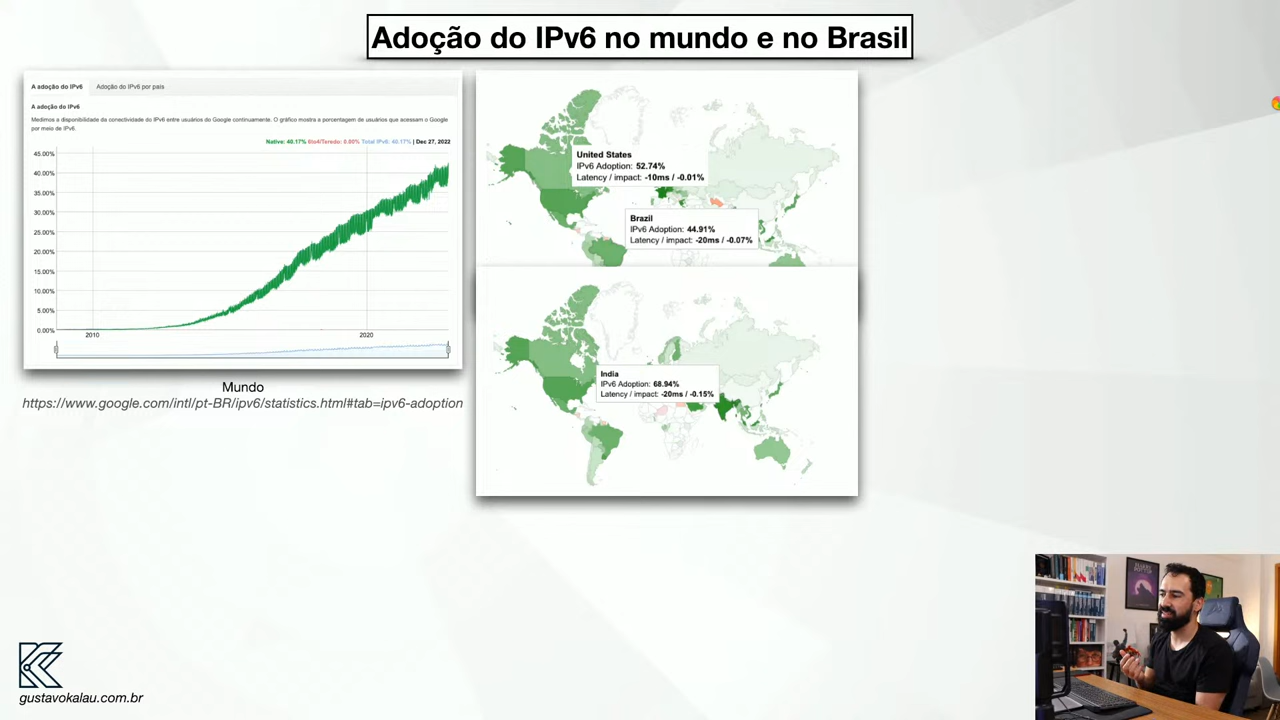 Adoção do IPv6 no mundo e no Brasil
A adoção do IPv6 Adoção do IPv6 por país
A adoção do IPv6
Medimos a disponibilidade da conectividade do IPv6 entre usuários do Google continuamente. O gráfico mostra a porcentagem de usuários que acessam o Google
por meio de IPv6.
Native: 40.17% 6to4/Teredo: 0.00% Total IPv6: 40.17% | Dec 27, 2022
45.00%
40.00%
35.00%
30.00%
25.00%
20.00%
15.00%
10.00%
5.00%
0.00%
2010 2020
Mundo
https://www.google.com/intl/pt-BR/ipv6/statistics.html#tab=ipv6-adoption
United States
IPv6 Adoption: 52.74%
Latency / impact: -10ms / -0.01%
Brazil
IPv6 Adoption: 44.91%
Latency / impact: -20ms / -0.07%
India
IPv6 Adoption: 68.94%
Latency / impact: -20ms / -0.15%
gustavokalau.com.br